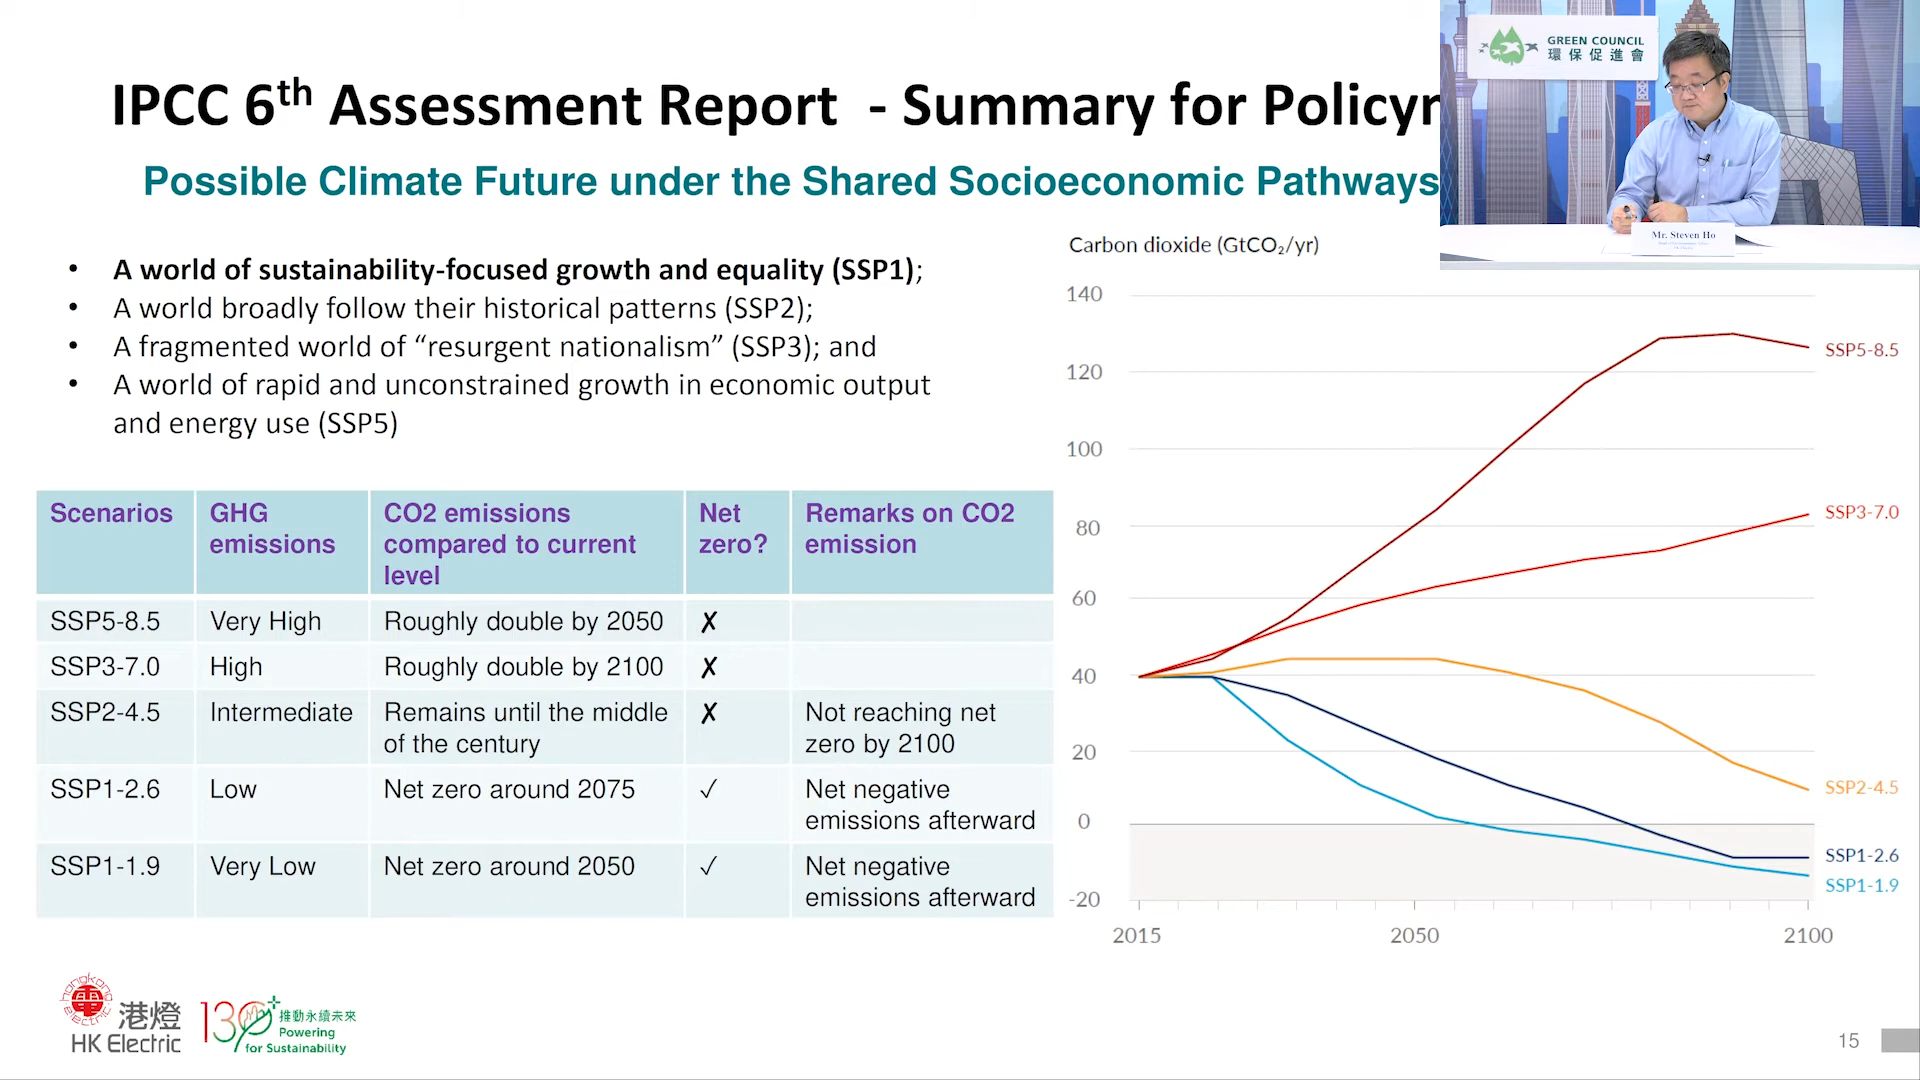 IPCC 6th Assessment Report - Summary for Policy
Possible Climate Future under the Shared Socioeconomic Pathways
GREEN COUNCIL
環保促進會
Mr. Steven Ho
• A world of sustainability-focused growth and equality (SSP1);
• A world broadly follow their historical patterns (SSP2);
• A fragmented world of “resurgent nationalism” (SSP3); and
• A world of rapid and unconstrained growth in economic output
and energy use (SSP5)
Scenarios
GHG
emissions
CO2 emissions
compared to current
level
Net
zero?
Remarks on CO2
emission
SSP5-8.5
Very High
Roughly double by 2050
✗
SSP3-7.0
High
Roughly double by 2100
✗
SSP2-4.5
Intermediate
Remains until the middle
of the century
✗
Not reaching net
zero by 2100
SSP1-2.6
Low
Net zero around 2075
✓
Net negative
emissions afterward
SSP1-1.9
Very Low
Net zero around 2050
✓
Net negative
emissions afterward
Carbon dioxide (GtCO₂/yr)
140
120
100
80
60
40
20
0
-20
2015
2050
2100
SSP5-8.5
SSP3-7.0
SSP2-4.5
SSP1-2.6
SSP1-1.9
hongkong
electric
港燈
HK Electric
130
推動永續未來
Powering
for Sustainability
15